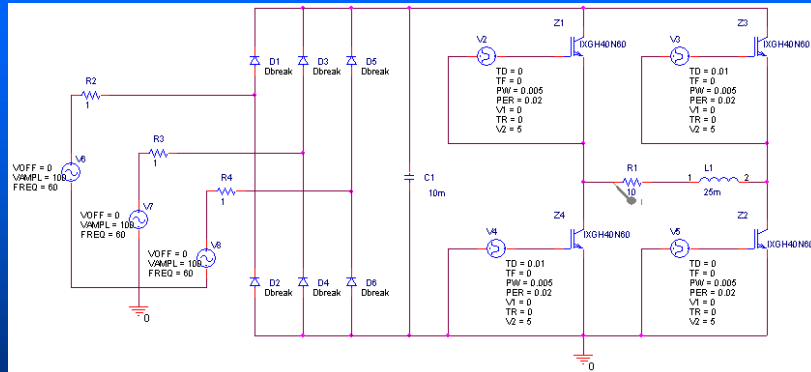 Z1
Z3
V2
V3
IXGH40N60
IXGH40N60
D1
Dbreak
D3
Dbreak
D5
Dbreak
TD = 0
TF = 0
PW = 0.005
PER = 0.02
V1 = 0
TR = 0
V2 = 5
TD = 0.01
TF = 0
PW = 0.005
PER = 0.02
V1 = 0
TR = 0
V2 = 5
R2
1
R3
1
R4
1
V6
VOFF = 0
VAMPL = 100
FREQ = 60
V7
VOFF = 0
VAMPL = 100
FREQ = 60
V8
VOFF = 0
VAMPL = 100
FREQ = 60
C1
10m
R1
10
I
L1
1 2
25m
Z4
Z2
V4
V5
IXGH40N60
IXGH40N60
D2
Dbreak
D4
Dbreak
D6
Dbreak
TD = 0.01
TF = 0
PW = 0.005
PER = 0.02
V1 = 0
TR = 0
V2 = 5
TD = 0
TF = 0
PW = 0.005
PER = 0.02
V1 = 0
TR = 0
V2 = 5
0
0